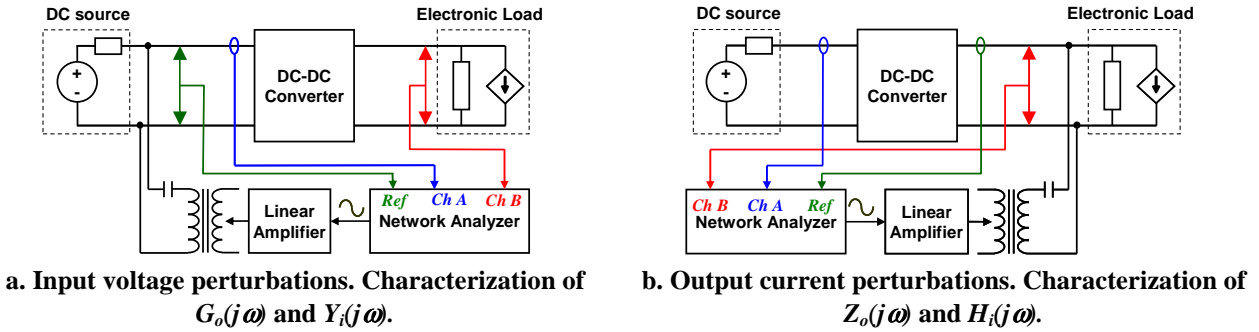 DC source
Electronic Load
+
-
DC-DC
Converter
Ref
Ch A
Ch B
Linear
Amplifier
Network Analyzer
a. Input voltage perturbations. Characterization of
Gₒ(jω) and Yᵢ(jω).
DC source
Electronic Load
+
-
DC-DC
Converter
Ch B
Ch A
Ref
Network Analyzer
Linear
Amplifier
b. Output current perturbations. Characterization of
Zₒ(jω) and Hᵢ(jω).